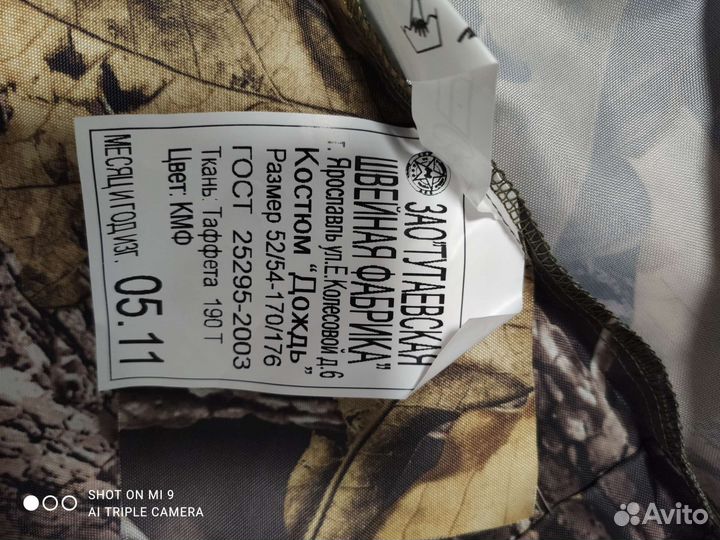 ЗАО"ТУТАЕВСКАЯ
ШВЕЙНАЯ ФАБРИКА"
г. Ярославль ул.Е.Колесовой д.6
Костюм "Дождь"
Размер 52/54-170/176
ГОСТ 25295-2003
Ткань: Таффета 190 Т
Цвет: КМФ
МЕСЯЦ И ГОД ИЗГ. 05.11
SHOT ON MI 9
AI TRIPLE CAMERA
Avito